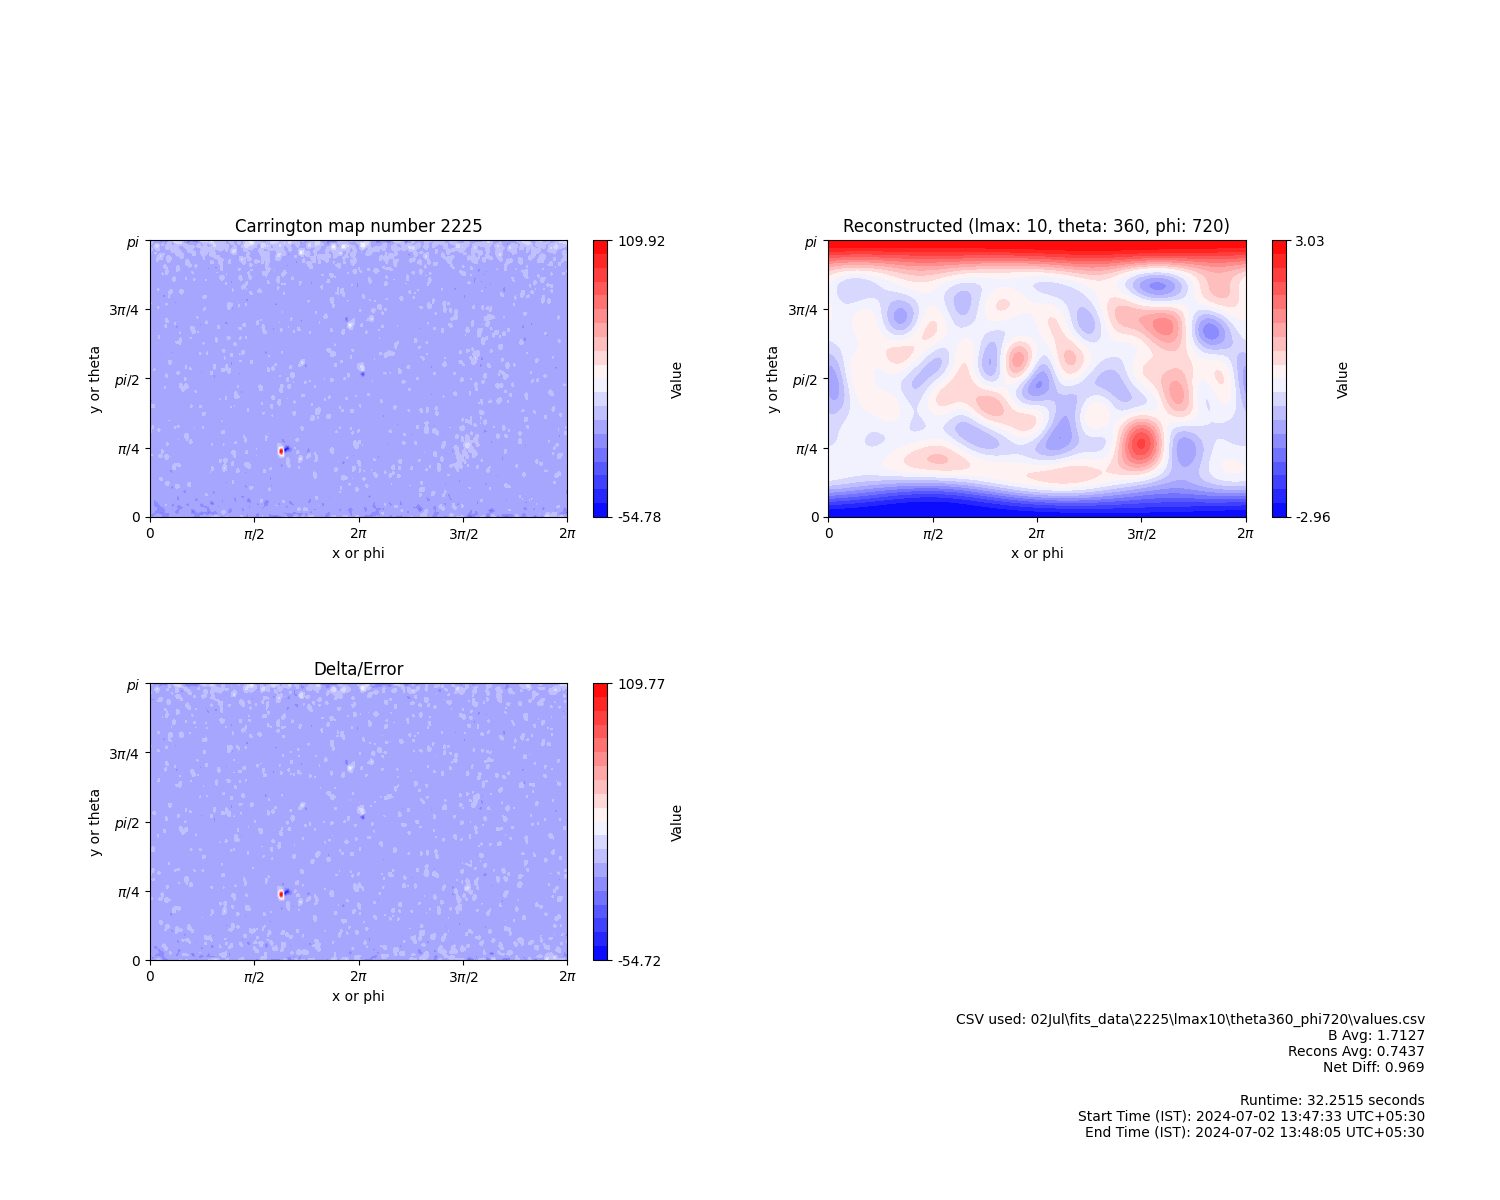 Carrington map number 2225
pi
3π/4
pi/2
π/4
0
y or theta
0
π/2
2π
3π/2
2π
x or phi
109.92
-54.78
Value
Reconstructed (lmax: 10, theta: 360, phi: 720)
pi
3π/4
pi/2
π/4
0
y or theta
0
π/2
2π
3π/2
2π
x or phi
3.03
-2.96
Value
Delta/Error
pi
3π/4
pi/2
π/4
0
y or theta
0
π/2
2π
3π/2
2π
x or phi
109.77
-54.72
Value
CSV used: 02Jul\fits_data\2225\lmax10\theta360_phi720\values.csv
B Avg: 1.7127
Recons Avg: 0.7437
Net Diff: 0.969
Runtime: 32.2515 seconds
Start Time (IST): 2024-07-02 13:47:33 UTC+05:30
End Time (IST): 2024-07-02 13:48:05 UTC+05:30